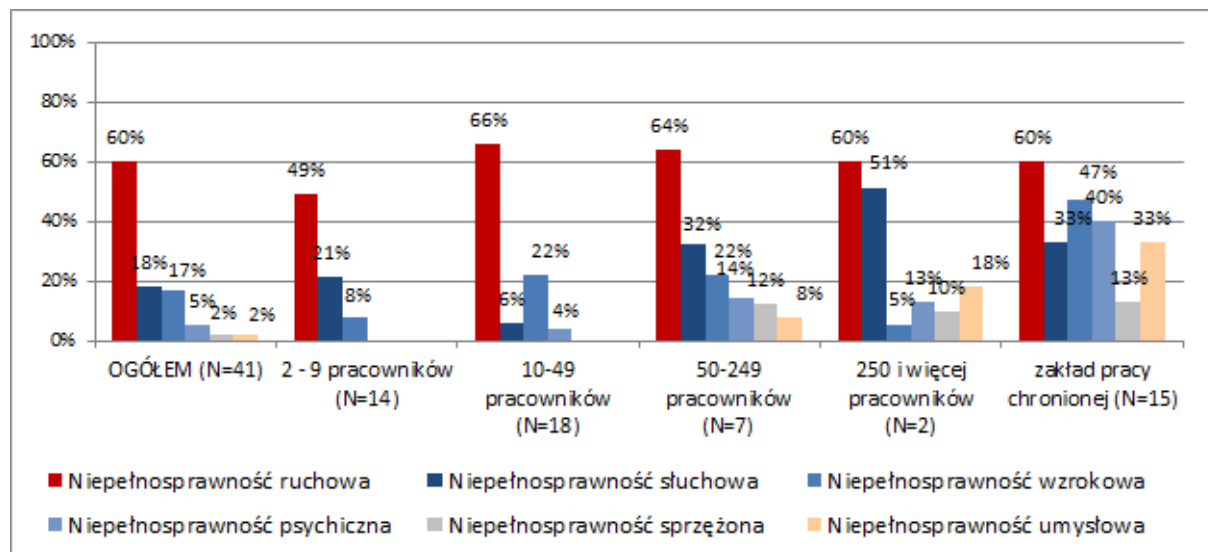 100%
80%
60%
40%
20%
0%
60%
18%
17%
5%
2%
2%
49%
21%
8%
66%
6%
22%
4%
64%
32%
22%
14%
12%
8%
60%
51%
5%
13%
10%
18%
60%
33%
47%
40%
13%
33%
OGÓŁEM (N=41)
2 - 9 pracowników
(N=14)
10-49
pracowników
(N=18)
50-249
pracowników
(N=7)
250 i więcej
pracowników
(N=2)
zakład pracy
chronionej (N=15)
Niepełnosprawność ruchowa
Niepełnosprawność słuchowa
Niepełnosprawność wzrokowa
Niepełnosprawność psychiczna
Niepełnosprawność sprzężona
Niepełnosprawność umysłowa